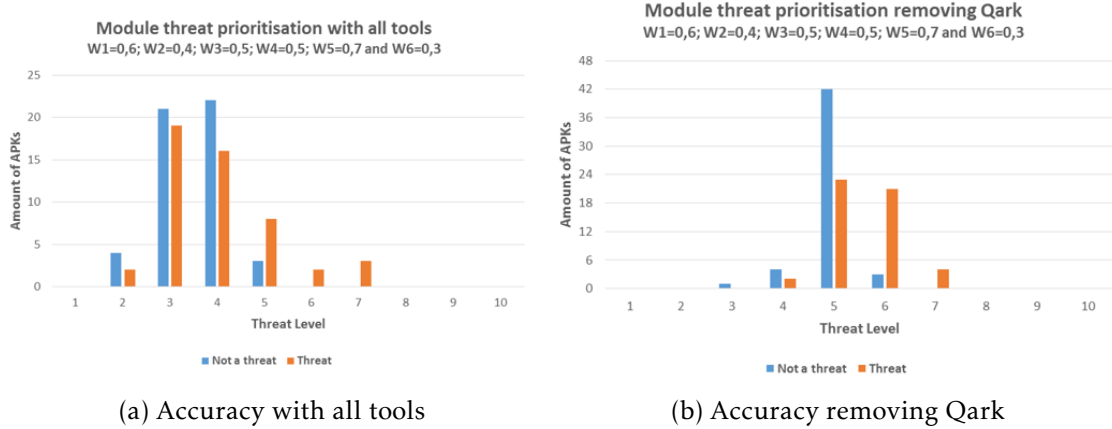 Module threat prioritisation with all tools
W1=0,6; W2=0,4; W3=0,5; W4=0,5; W5=0,7 and W6=0,3
25
20
15
10
5
0
Amount of APKs
1 2 3 4 5 6 7 8 9 10
Threat Level
Not a threat Threat
(a) Accuracy with all tools
Module threat prioritisation removing Qark
W1=0,6; W2=0,4; W3=0,5; W4=0,5; W5=0,7 and W6=0,3
48
42
36
30
24
18
12
6
0
Amount of APKs
1 2 3 4 5 6 7 8 9 10
Threat Level
Not a threat Threat
(b) Accuracy removing Qark